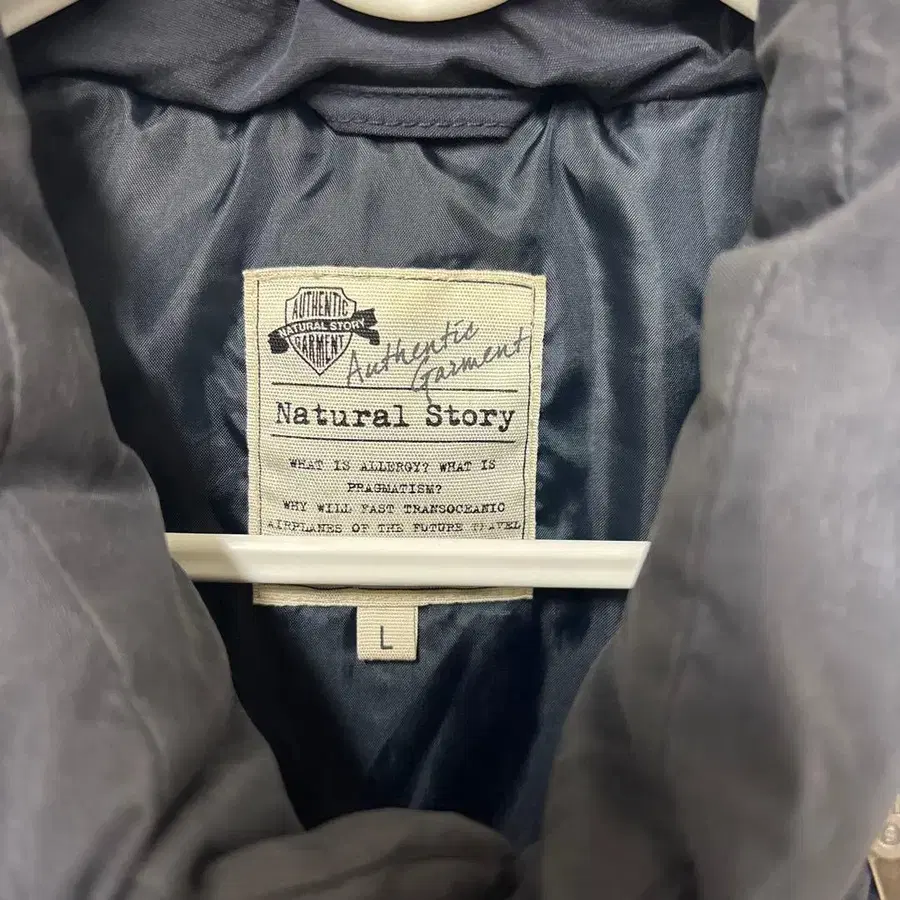 AUTHENTIC
NATURAL STORY
GARMENT
Authentic
Garment
Natural Story
WHAT IS ALLERGY? WHAT IS
PRAGMATISM?
WHY WILL FAST TRANSOCEANIC
AIRPLANES OF THE FUTURE TRAVEL
L